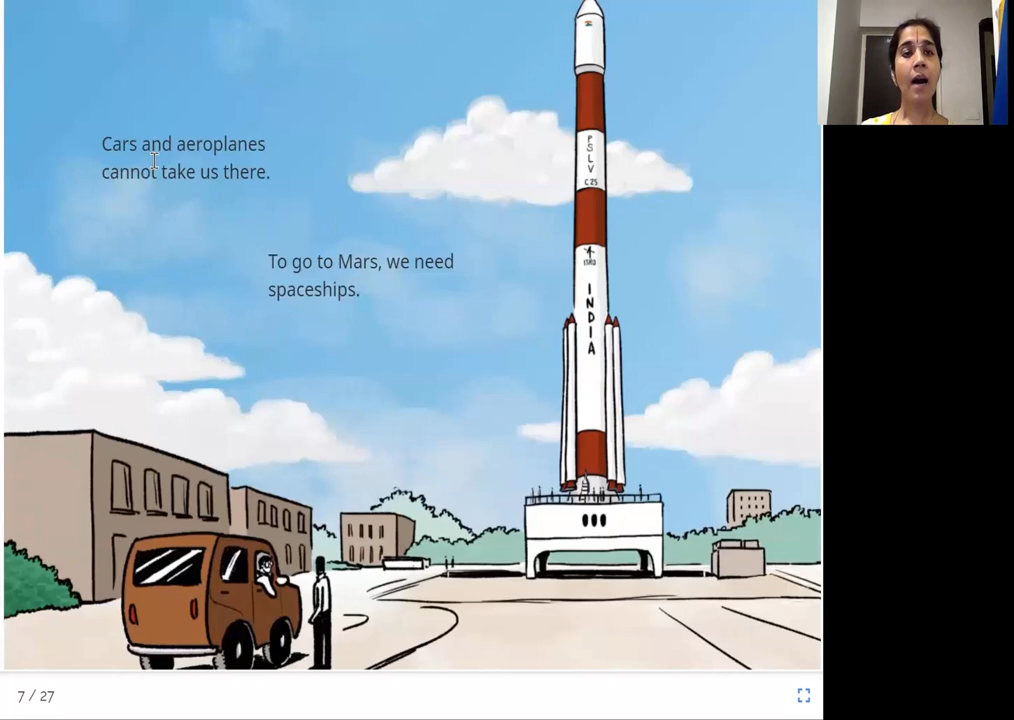 Cars and aeroplanes
cannot take us there.
To go to Mars, we need
spaceships.
PSLV
C25
ISRO
INDIA
7 / 27